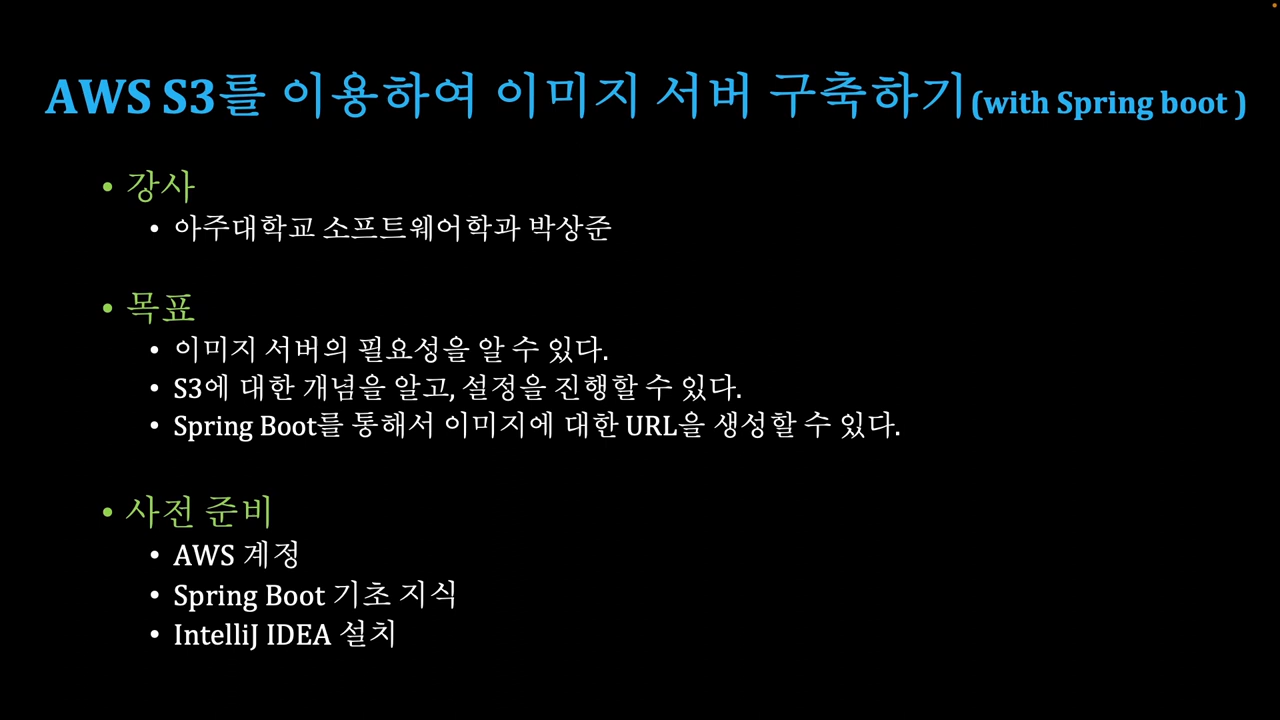 AWS S3를 이용하여 이미지 서버 구축하기(with Spring boot )
• 강사
• 아주대학교 소프트웨어학과 박상준
• 목표
• 이미지 서버의 필요성을 알 수 있다.
• S3에 대한 개념을 알고, 설정을 진행할 수 있다.
• Spring Boot를 통해서 이미지에 대한 URL을 생성할 수 있다.
• 사전 준비
• AWS 계정
• Spring Boot 기초 지식
• IntelliJ IDEA 설치